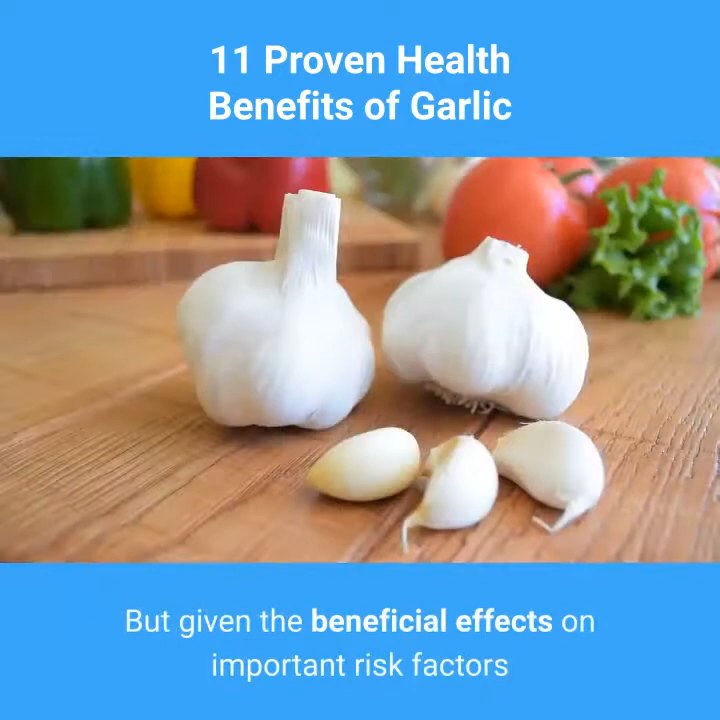 11 Proven Health
Benefits of Garlic
But given the beneficial effects on
important risk factors